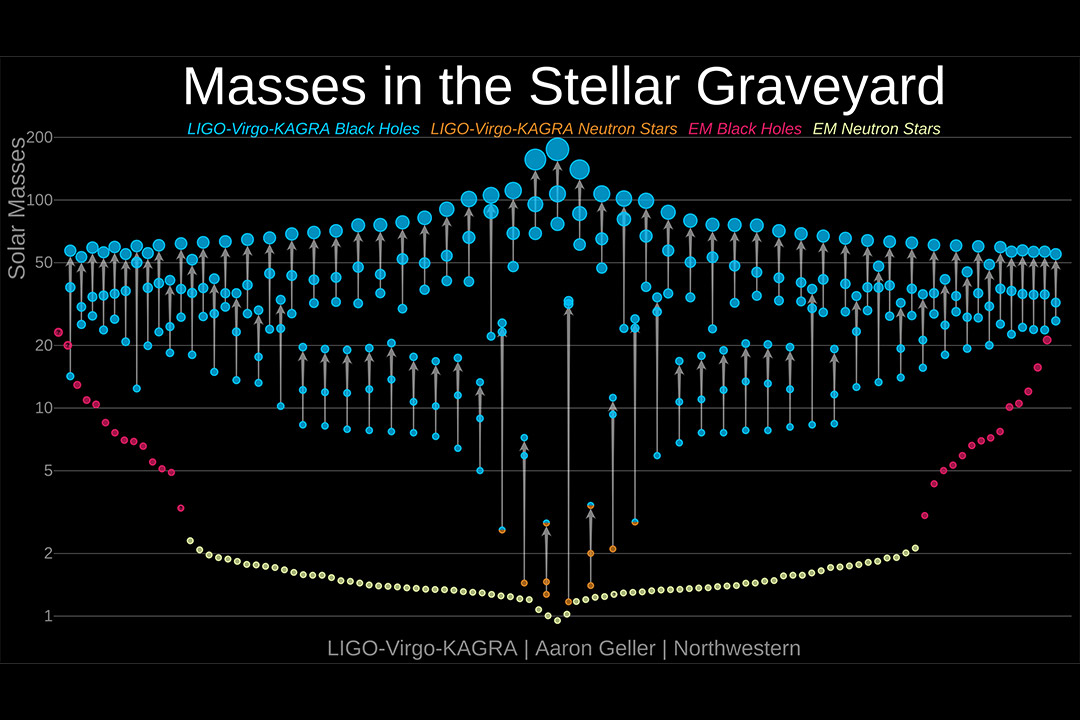 Masses in the Stellar Graveyard
LIGO-Virgo-KAGRA Black Holes LIGO-Virgo-KAGRA Neutron Stars EM Black Holes EM Neutron Stars
Solar Masses
200
100
50
20
10
5
2
1
LIGO-Virgo-KAGRA | Aaron Geller | Northwestern